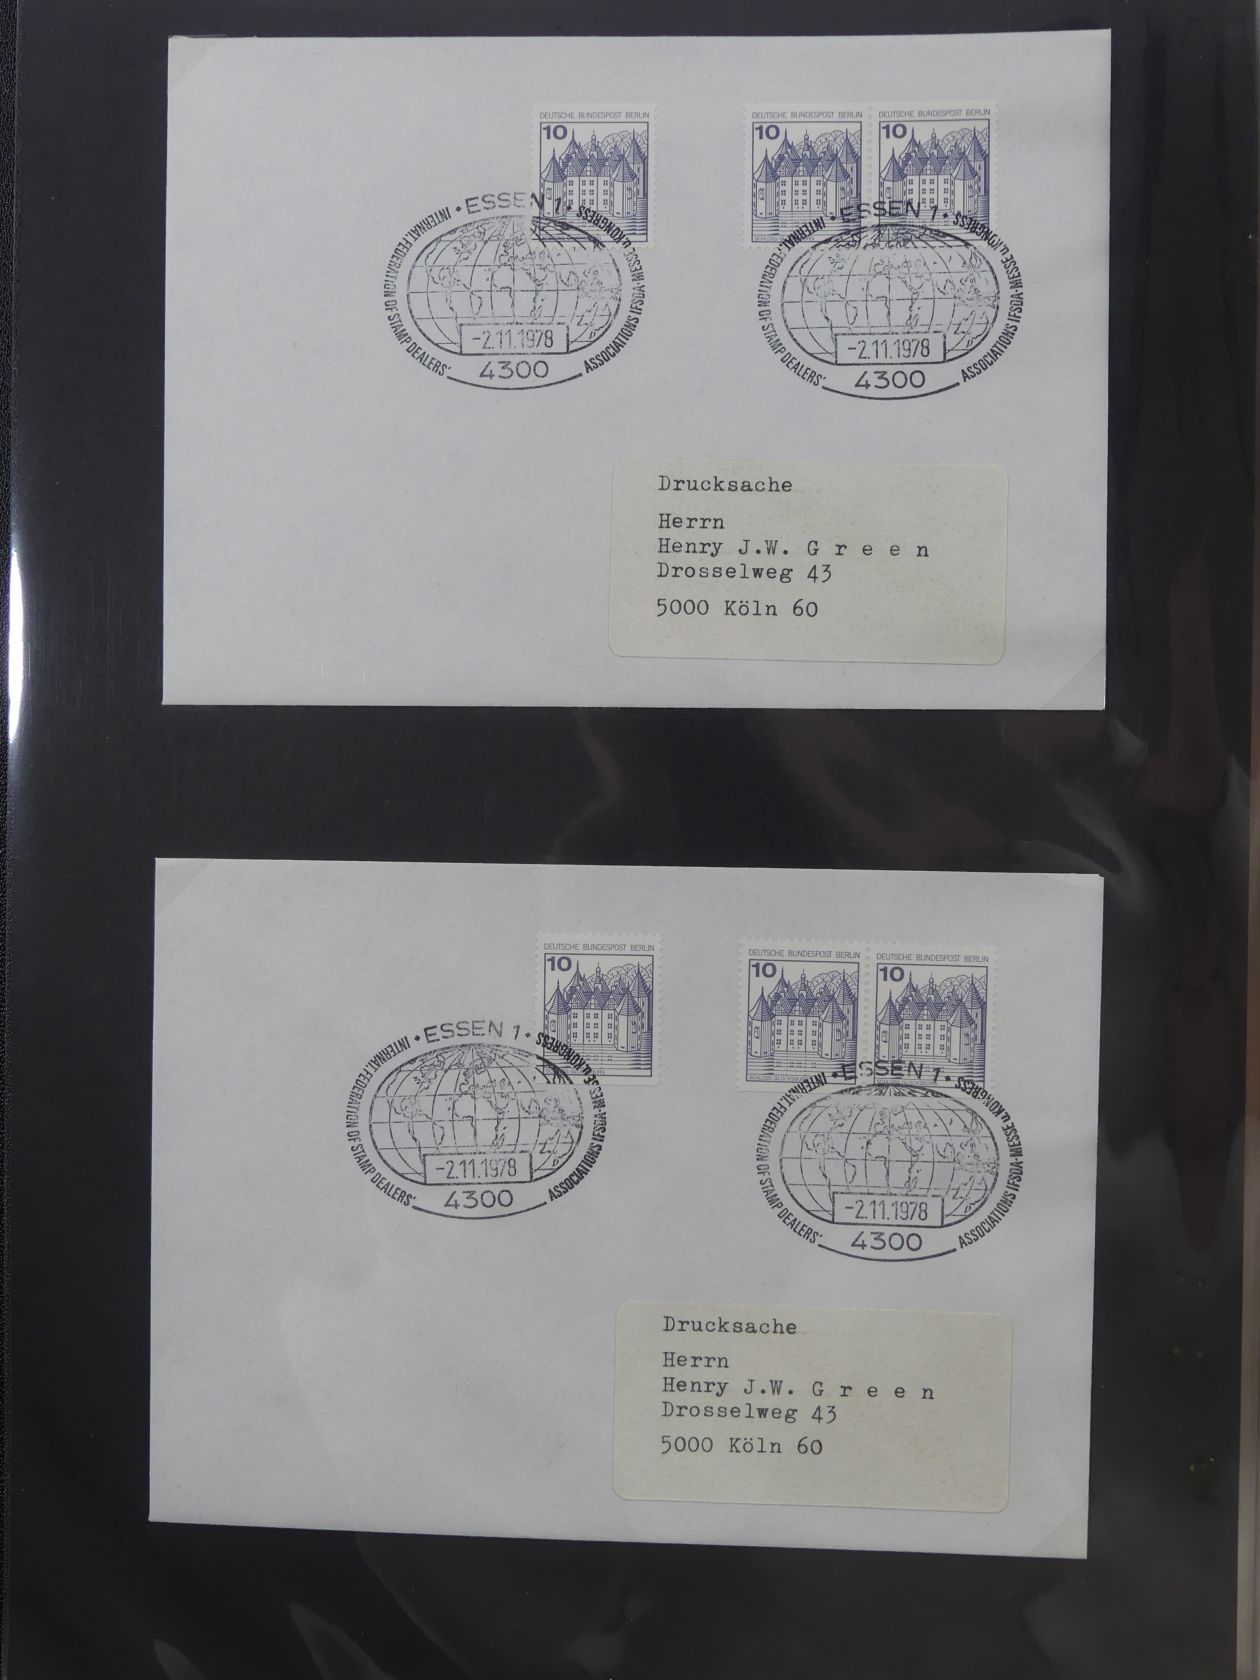 DEUTSCHE BUNDESPOST BERLIN
10
DEUTSCHE BUNDESPOST BERLIN
10
DEUTSCHE BUNDESPOST BERLIN
10
• ESSEN 1 •
INTERNAT. FEDERATION OF STAMP DEALERS' ASSOCIATIONS IFSDA-MESSE u. KONGRESS
-2.11.1978
4300
• ESSEN 1 •
INTERNAT. FEDERATION OF STAMP DEALERS' ASSOCIATIONS IFSDA-MESSE u. KONGRESS
-2.11.1978
4300
Drucksache
Herrn
Henry J.W. G r e e n
Drosselweg 43
5000 Köln 60
DEUTSCHE BUNDESPOST BERLIN
10
DEUTSCHE BUNDESPOST BERLIN
10
SCHLOSS
DEUTSCHE BUNDESPOST BERLIN
10
• ESSEN 1 •
INTERNAT. FEDERATION OF STAMP DEALERS' ASSOCIATIONS IFSDA-MESSE u. KONGRESS
-2.11.1978
4300
• ESSEN 1 •
INTERNAT. FEDERATION OF STAMP DEALERS' ASSOCIATIONS IFSDA-MESSE u. KONGRESS
-2.11.1978
4300
Drucksache
Herrn
Henry J.W. G r e e n
Drosselweg 43
5000 Köln 60